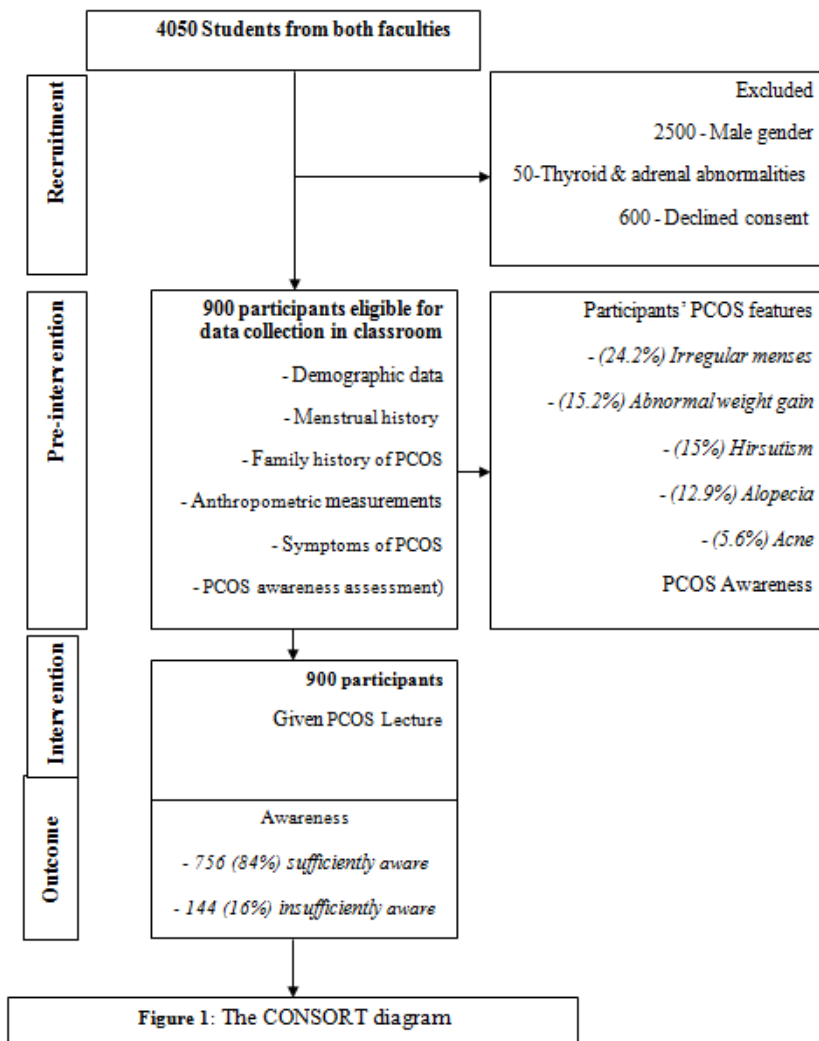 4050 Students from both faculties
Recruitment
Excluded
2500 - Male gender
50-Thyroid & adrenal abnormalities
600 - Declined consent
Pre-intervention
900 participants eligible for
data collection in classroom
- Demographic data
- Menstrual history
- Family history of PCOS
- Anthropometric measurements
- Symptoms of PCOS
- PCOS awareness assessment)
Participants' PCOS features
- (24.2%) Irregular menses
- (15.2%) Abnormal weight gain
- (15%) Hirsutism
- (12.9%) Alopecia
- (5.6%) Acne
PCOS Awareness
Intervention
900 participants
Given PCOS Lecture
Outcome
Awareness
- 756 (84%) sufficiently aware
- 144 (16%) insufficiently aware
Figure 1: The CONSORT diagram